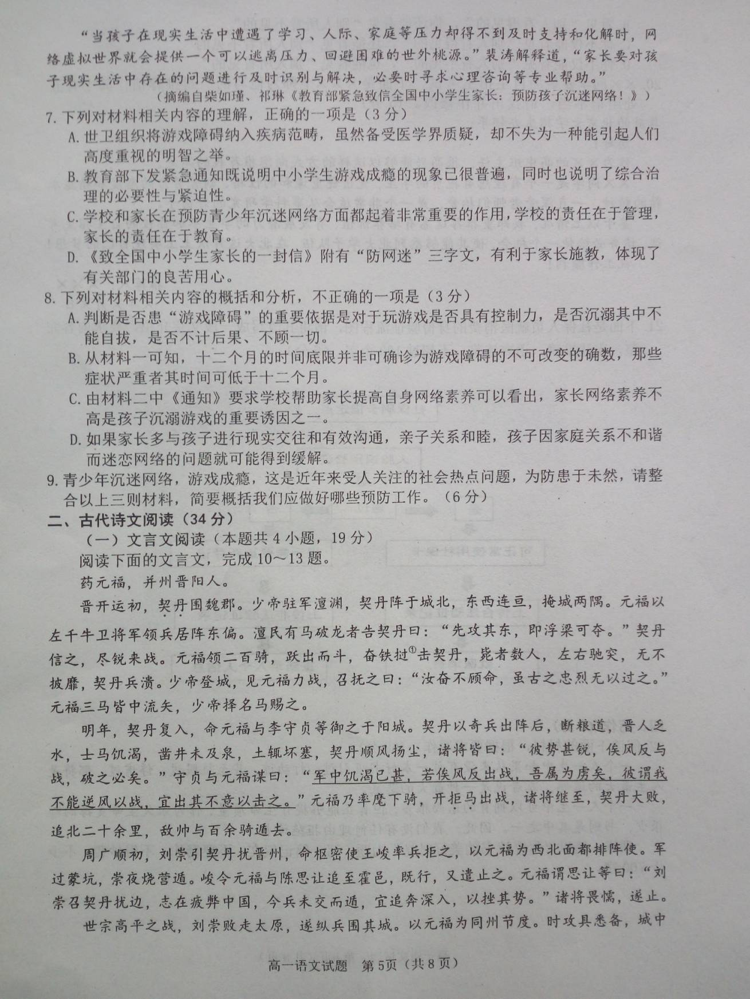 “当孩子在现实生活中遭遇了学习、人际、家庭等压力却得不到及时支持和化解时，网
络虚拟世界就会提供一个可以逃离压力、回避困难的世外桃源。”裴涛解释道，“家长要对孩
子现实生活中存在的问题进行及时识别与解决，必要时寻求心理咨询等专业帮助。”
（摘编自柴如瑾、祁琳《教育部紧急致信全国中小学生家长：预防孩子沉迷网络！》）
7. 下列对材料相关内容的理解，正确的一项是（3 分）
A. 世卫组织将游戏障碍纳入疾病范畴，虽然备受医学界质疑，却不失为一种能引起人们
高度重视的明智之举。
B. 教育部下发紧急通知既说明中小学生游戏成瘾的现象已很普遍，同时也说明了综合治
理的必要性与紧迫性。
C. 学校和家长在预防青少年沉迷网络方面都起着非常重要的作用，学校的责任在于管理，
家长的责任在于教育。
D. 《致全国中小学生家长的一封信》附有“防网迷”三字文，有利于家长施教，体现了
有关部门的良苦用心。
8. 下列对材料相关内容的概括和分析，不正确的一项是（3 分）
A. 判断是否患“游戏障碍”的重要依据是对于玩游戏是否具有控制力，是否沉溺其中不
能自拔，是否不计后果、不顾一切。
B. 从材料一可知，十二个月的时间底限并非可确诊为游戏障碍的不可改变的确数，那些
症状严重者其时间可低于十二个月。
C. 由材料二中《通知》要求学校帮助家长提高自身网络素养可以看出，家长网络素养不
高是孩子沉溺游戏的重要诱因之一。
D. 如果家长多与孩子进行现实交往和有效沟通，亲子关系和睦，孩子因家庭关系不和谐
而迷恋网络的问题就可能得到缓解。
9. 青少年沉迷网络，游戏成瘾，这是近年来受人关注的社会热点问题，为防患于未然，请整
合以上三则材料，简要概括我们应做好哪些预防工作。（6 分）
二、古代诗文阅读（34 分）
（一）文言文阅读（本题共 4 小题，19 分）
阅读下面的文言文，完成 10～13 题。
药元福，并州晋阳人。
晋开运初，契丹围魏郡。少帝驻军澶渊，契丹阵于城北，东西连亘，掩城两隅。元福以
左千牛卫将军领兵居阵东偏。澶民有马破龙者告契丹曰：“先攻其东，即浮梁可夺。”契丹
信之，尽锐来战。元福领二百骑，跃出而斗，奋铁挝①击契丹，毙者数人，左右驰突，无不
披靡，契丹兵溃。少帝登城，见元福力战，召抚之曰：“汝奋不顾命，虽古之忠烈无以过之。”
元福三马皆中流矢，少帝择名马赐之。
明年，契丹复入，命元福与李守贞等御之于阳城。契丹以奇兵出阵后，断粮道，晋人乏
水，士马饥渴，凿井未及泉，土辄坏塞，契丹顺风扬尘，诸将皆曰：“彼势甚锐，俟风反与
战，破之必矣。”守贞与元福谋曰：“军中饥渴已甚，若俟风反出战，吾属为虏矣，彼谓我
不能逆风以战，宜出其不意以击之。”元福乃率麾下骑，开拒马出战，诸将继至，契丹大败，
追北二十余里，敌帅与百余骑遁去。
周广顺初，刘崇引契丹扰晋州，命枢密使王峻率兵拒之，以元福为西北面都排阵使。军
过蒙坑，崇夜烧营遁。峻令元福与陈思让追至霍邑，既行，又遣止之。元福谓思让等曰：“刘
崇召契丹扰边，志在疲弊中国，今兵未交而遁，宜追奔深入，以挫其势。”诸将畏懦，遂止。
世宗高平之战，刘崇败走太原，遂纵兵围其城。以元福为同州节度。时攻具悉备，城中
高一语文试题 第 5页（共 8 页）